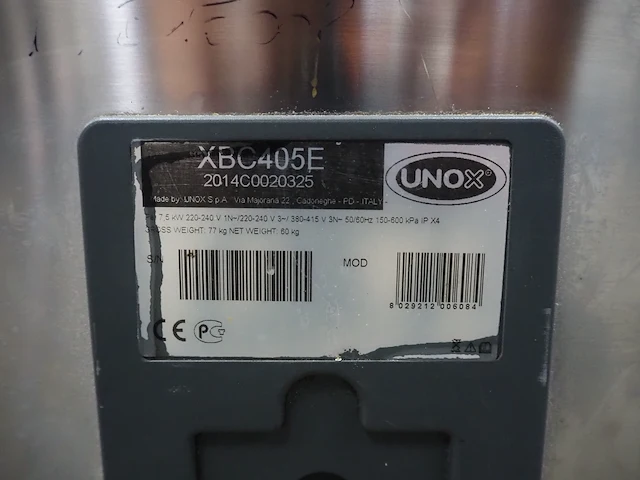 XBC405E
2014C0020325
Made by: UNOX S.p.A. Via Majorana 22, Cadoneghe - PD - ITALY
UNOX
7,5 kW 220-240 V 1N~/220-240 V 3~/ 380-415 V 3N~ 50/60Hz 150-600 kPa IP X4
GROSS WEIGHT: 77 kg NET WEIGHT: 60 kg
S/N
MOD
8 029212 006084
CE PG